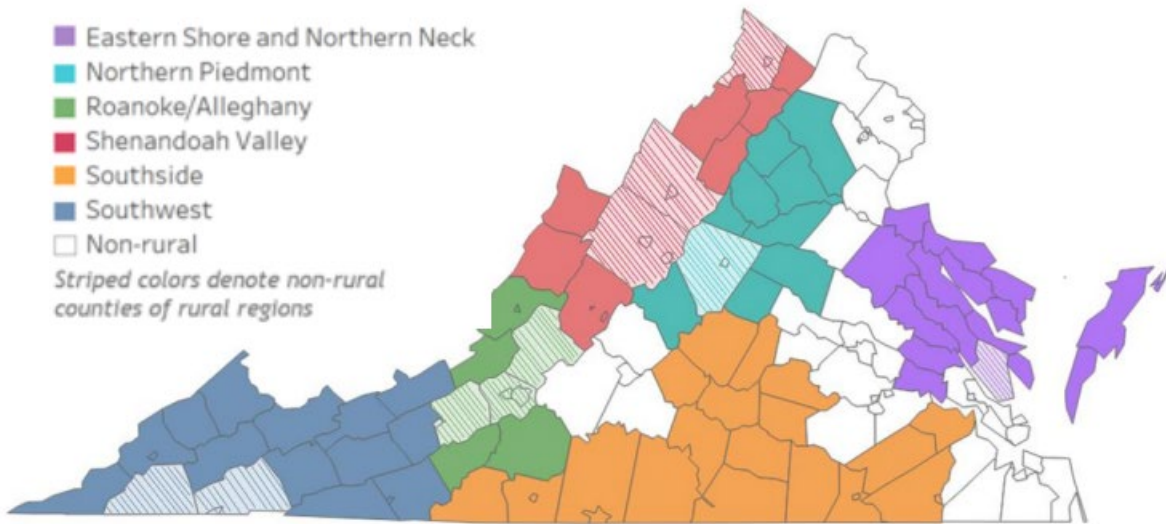 Eastern Shore and Northern Neck
Northern Piedmont
Roanoke/Alleghany
Shenandoah Valley
Southside
Southwest
Non-rural
Striped colors denote non-rural
counties of rural regions